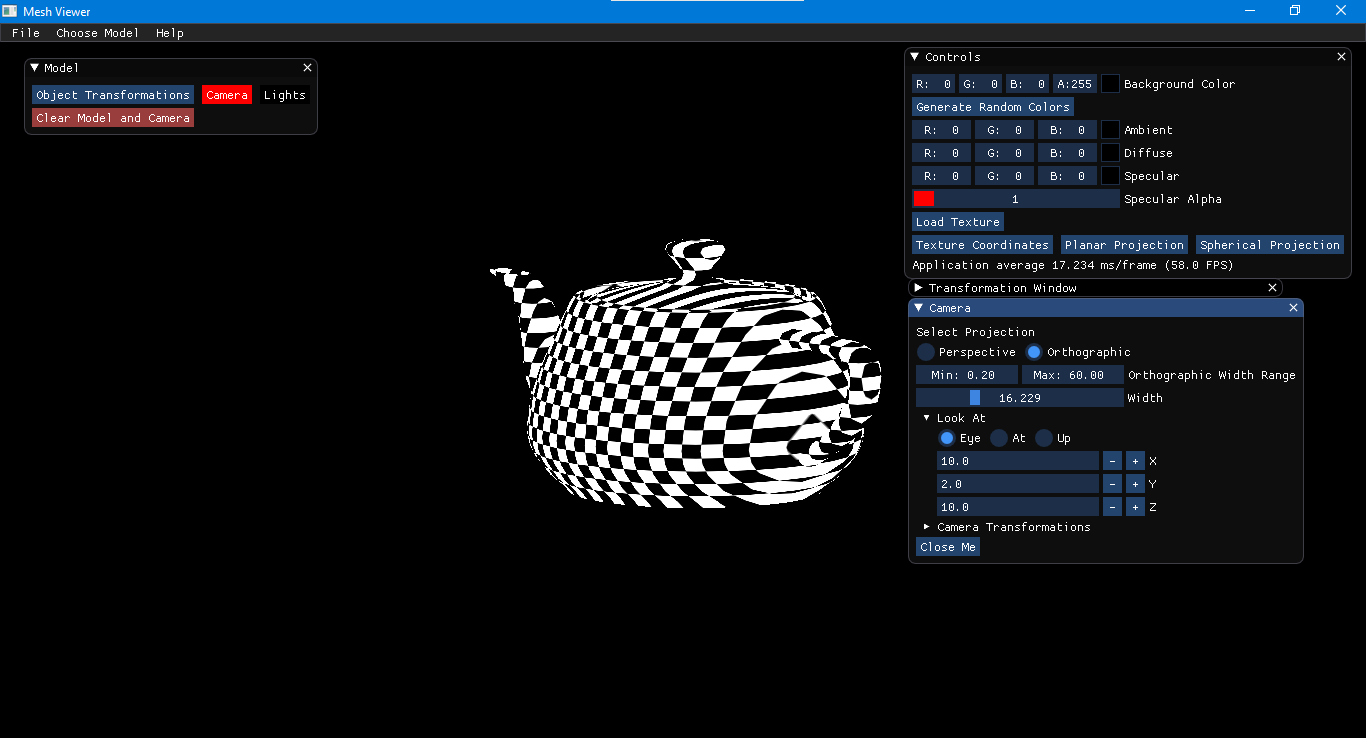 Mesh Viewer
File Choose Model Help
Model
Object Transformations Camera Lights
Clear Model and Camera
Controls
R: 0 G: 0 B: 0 A:255 Background Color
Generate Random Colors
R: 0 G: 0 B: 0 Ambient
R: 0 G: 0 B: 0 Diffuse
R: 0 G: 0 B: 0 Specular
1 Specular Alpha
Load Texture
Texture Coordinates Planar Projection Spherical Projection
Application average 17.234 ms/frame (58.0 FPS)
Transformation Window
Camera
Select Projection
Perspective Orthographic
Min: 0.20 Max: 60.00 Orthographic Width Range
16.229 Width
Look At
Eye At Up
10.0 - + X
2.0 - + Y
10.0 - + Z
Camera Transformations
Close Me